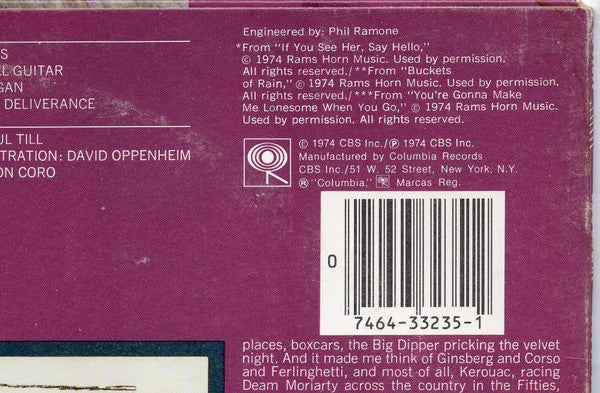 S
L GUITAR
GAN
DELIVERANCE
UL TILL
TRATION: DAVID OPPENHEIM
ON CORO
Engineered by: Phil Ramone
*From "If You See Her, Say Hello,"
© 1974 Rams Horn Music. Used by permission.
All rights reserved./**From "Buckets
of Rain," © 1974 Rams Horn Music.
Used by permission. All rights reserved./***From "You're Gonna Make
Me Lonesome When You Go," © 1974 Rams Horn Music.
Used by permission. All rights reserved.
© 1974 CBS Inc./℗ 1974 CBS Inc.
Manufactured by Columbia Records
CBS Inc./51 W. 52 Street, New York, N.Y.
® "Columbia," Marcas Reg.
0
7464-33235-1
places, boxcars, the Big Dipper pricking the velvet
night. And it made me think of Ginsberg and Corso
and Ferlinghetti, and most of all, Kerouac, racing
Deam Moriarty across the country in the Fifties,